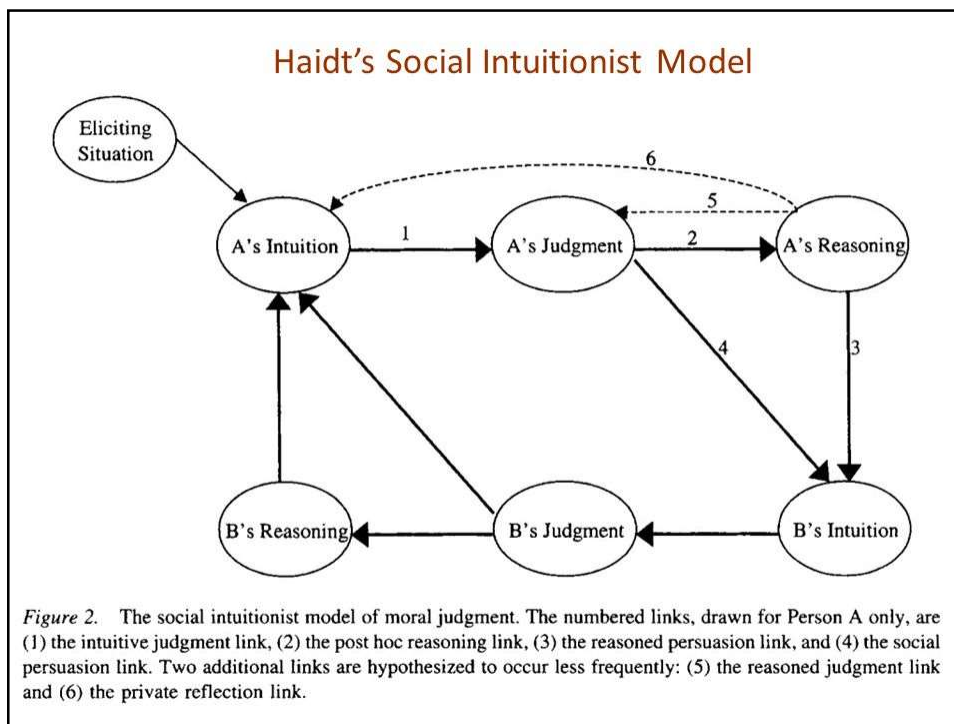 Haidt's Social Intuitionist Model
Eliciting
Situation
6
5
A's Intuition
1
A's Judgment
2
A's Reasoning
4
3
B's Reasoning
B's Judgment
B's Intuition
Figure 2. The social intuitionist model of moral judgment. The numbered links, drawn for Person A only, are
(1) the intuitive judgment link, (2) the post hoc reasoning link, (3) the reasoned persuasion link, and (4) the social
persuasion link. Two additional links are hypothesized to occur less frequently: (5) the reasoned judgment link
and (6) the private reflection link.